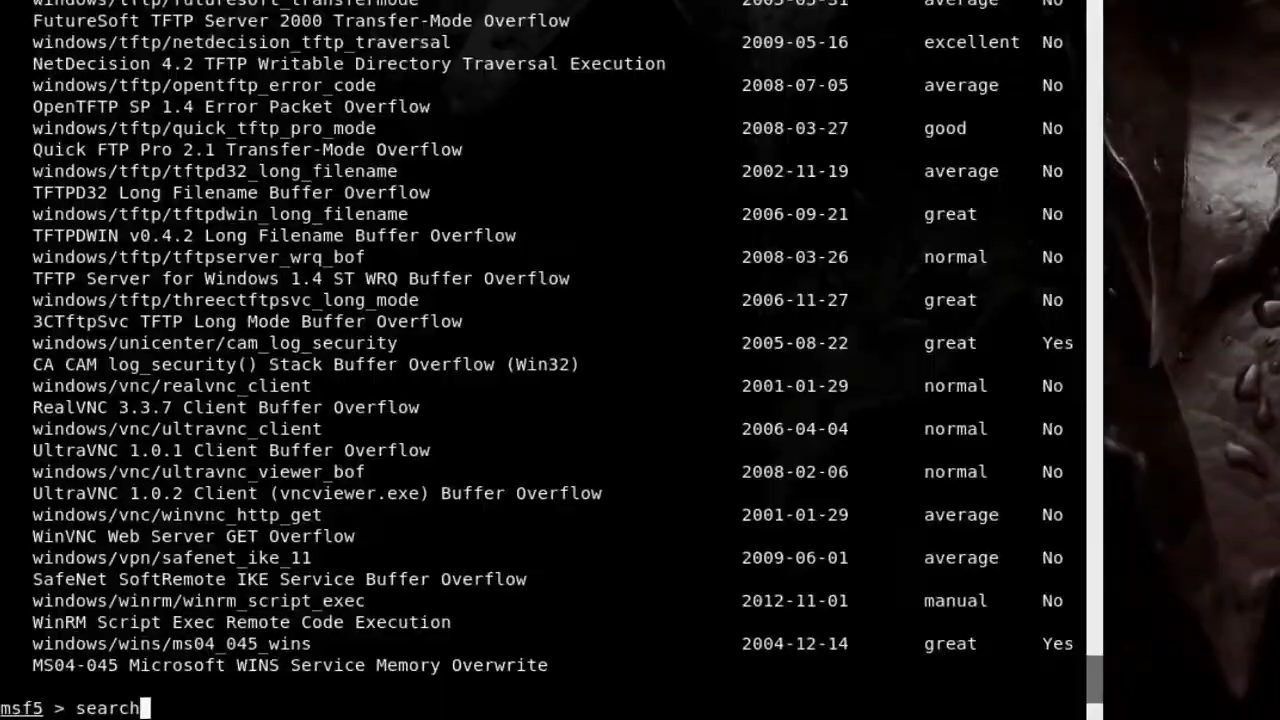 windows/tftp/futuresoft_transfermode 2005-05-31 average No
FutureSoft TFTP Server 2000 Transfer-Mode Overflow
windows/tftp/netdecision_tftp_traversal 2009-05-16 excellent No
NetDecision 4.2 TFTP Writable Directory Traversal Execution
windows/tftp/opentftp_error_code 2008-07-05 average No
OpenTFTP SP 1.4 Error Packet Overflow
windows/tftp/quick_tftp_pro_mode 2008-03-27 good No
Quick FTP Pro 2.1 Transfer-Mode Overflow
windows/tftp/tftpd32_long_filename 2002-11-19 average No
TFTPD32 Long Filename Buffer Overflow
windows/tftp/tftpdwin_long_filename 2006-09-21 great No
TFTPDWIN v0.4.2 Long Filename Buffer Overflow
windows/tftp/tftpserver_wrq_bof 2008-03-26 normal No
TFTP Server for Windows 1.4 ST WRQ Buffer Overflow
windows/tftp/threectftpsvc_long_mode 2006-11-27 great No
3CTftpSvc TFTP Long Mode Buffer Overflow
windows/unicenter/cam_log_security 2005-08-22 great Yes
CA CAM log_security() Stack Buffer Overflow (Win32)
windows/vnc/realvnc_client 2001-01-29 normal No
RealVNC 3.3.7 Client Buffer Overflow
windows/vnc/ultravnc_client 2006-04-04 normal No
UltraVNC 1.0.1 Client Buffer Overflow
windows/vnc/ultravnc_viewer_bof 2008-02-06 normal No
UltraVNC 1.0.2 Client (vncviewer.exe) Buffer Overflow
windows/vnc/winvnc_http_get 2001-01-29 average No
WinVNC Web Server GET Overflow
windows/vpn/safenet_ike_11 2009-06-01 average No
SafeNet SoftRemote IKE Service Buffer Overflow
windows/winrm/winrm_script_exec 2012-11-01 manual No
WinRM Script Exec Remote Code Execution
windows/wins/ms04_045_wins 2004-12-14 great Yes
MS04-045 Microsoft WINS Service Memory Overwrite
msf5 > search